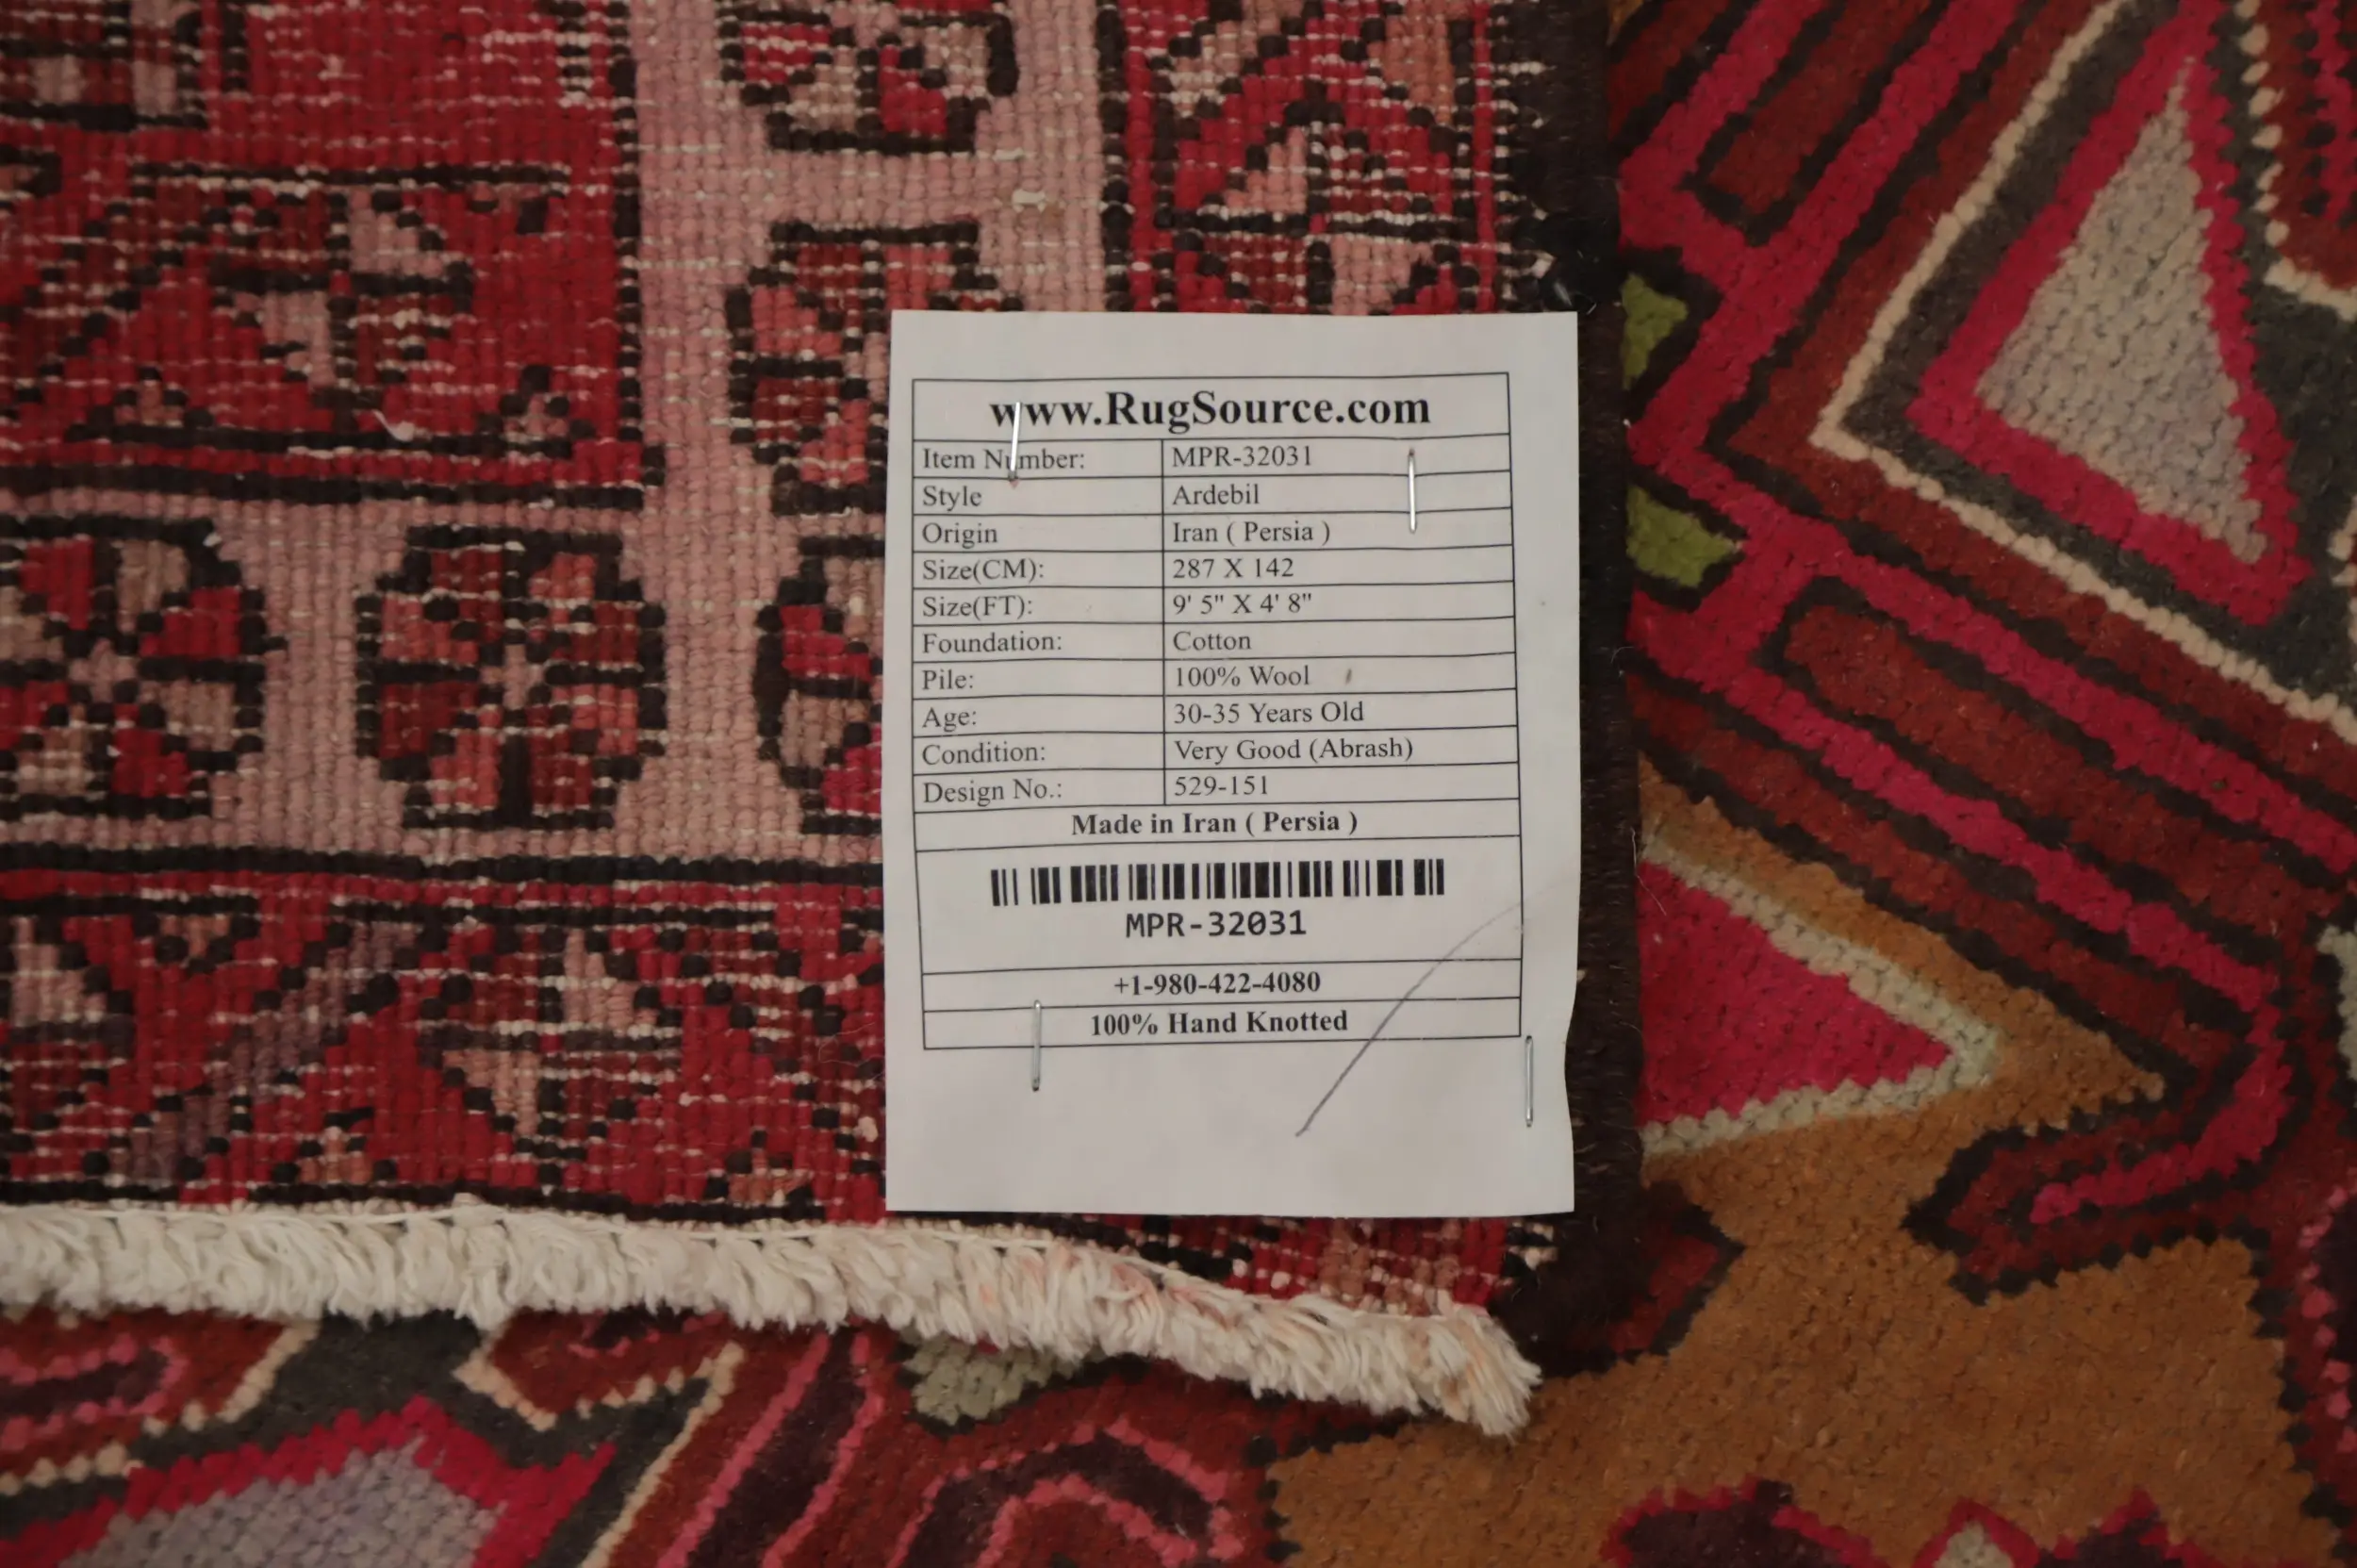 www.RugSource.com
Item Number: MPR-32031
Style Ardebil
Origin Iran ( Persia )
Size(CM): 287 X 142
Size(FT): 9' 5" X 4' 8"
Foundation: Cotton
Pile: 100% Wool
Age: 30-35 Years Old
Condition: Very Good (Abrash)
Design No.: 529-151
Made in Iran ( Persia )
MPR-32031
+1-980-422-4080
100% Hand Knotted